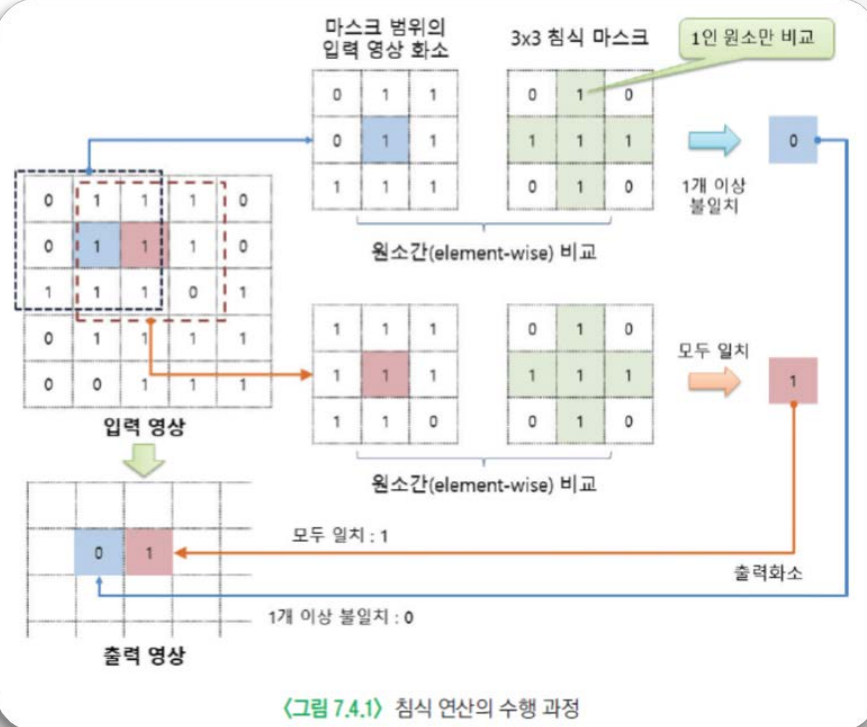 마스크 범위의
입력 영상 화소
3x3 침식 마스크
1인 원소만 비교
0 1 1
0 1 1
1 1 1
0 1 0
1 1 1
0 1 0
0
1개 이상
불일치
원소간(element-wise) 비교
0 1 1 1 0
0 1 1 1 0
1 1 1 0 1
0 1 1 1 1
0 0 1 1 1
입력 영상
1 1 1
1 1 1
1 1 0
0 1 0
1 1 1
0 1 0
모두 일치
1
원소간(element-wise) 비교
0 1
모두 일치 : 1
출력화소
1개 이상 불일치 : 0
출력 영상
〈그림 7.4.1〉 침식 연산의 수행 과정